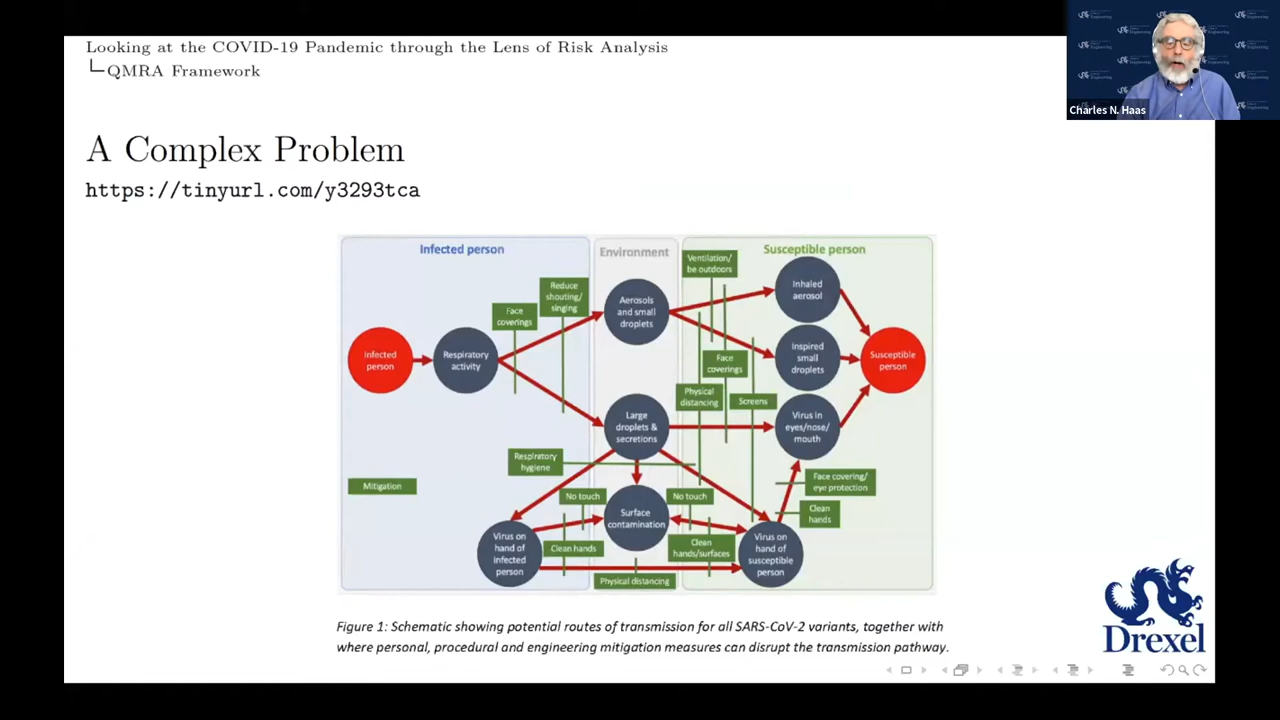 Looking at the COVID-19 Pandemic through the Lens of Risk Analysis
QMRA Framework
Charles N. Haas
A Complex Problem
https://tinyurl.com/y3293tca
Infected person
Environment
Susceptible person
Ventilation/
be outdoors
Reduce
shouting/
singing
Face
coverings
Aerosols
and small
droplets
Inhaled
aerosol
Infected
person
Respiratory
activity
Inspired
small
droplets
Susceptible
person
Face
coverings
Physical
distancing
Screens
Large
droplets &
secretions
Virus in
eyes/nose/
mouth
Respiratory
hygiene
Mitigation
Face covering/
eye protection
No touch
No touch
Surface
contamination
Clean
hands
Virus on
hand of
infected
person
Clean hands
Clean
hands/surfaces
Virus on
hand of
susceptible
person
Physical distancing
Figure 1: Schematic showing potential routes of transmission for all SARS-CoV-2 variants, together with
where personal, procedural and engineering mitigation measures can disrupt the transmission pathway.
Drexel